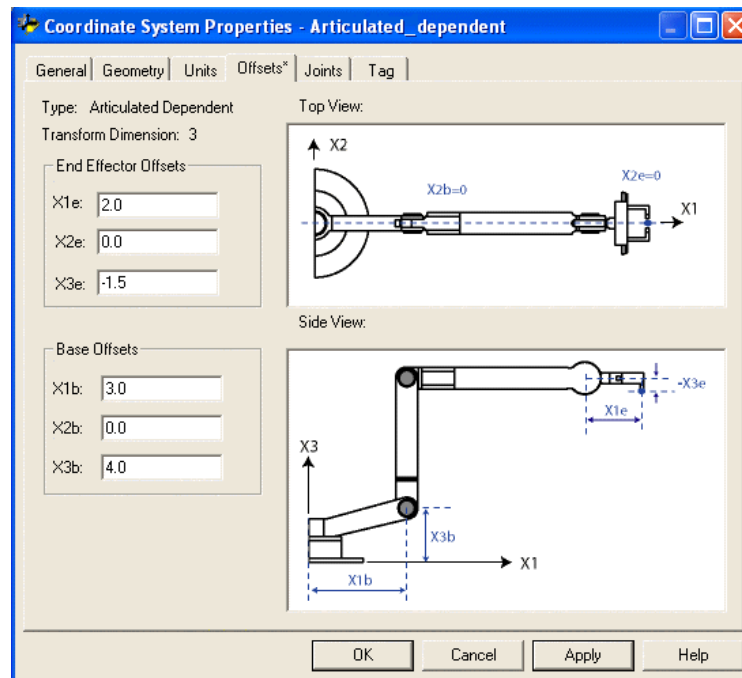 Coordinate System Properties - Articulated_dependent
General Geometry Units Offsets* Joints Tag
Type: Articulated Dependent
Transform Dimension: 3
End Effector Offsets
X1e: 2.0
X2e: 0.0
X3e: -1.5
Base Offsets
X1b: 3.0
X2b: 0.0
X3b: 4.0
Top View:
X2
X2b=0
X2e=0
X1
Side View:
-X3e
X1e
X3
X3b
X1
X1b
OK Cancel Apply Help